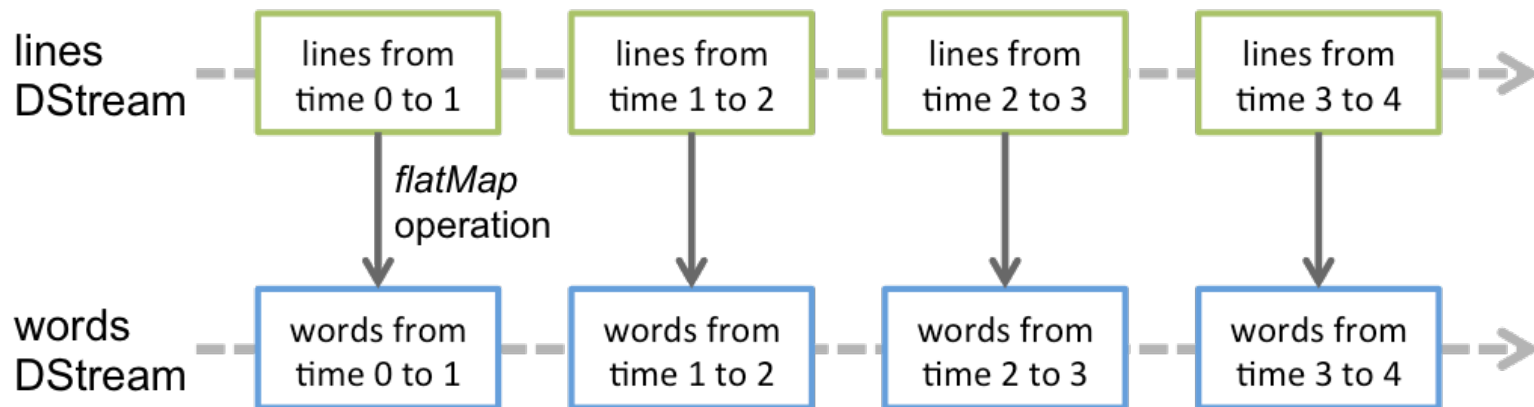 lines
DStream
lines from
time 0 to 1
lines from
time 1 to 2
lines from
time 2 to 3
lines from
time 3 to 4
flatMap
operation
words
DStream
words from
time 0 to 1
words from
time 1 to 2
words from
time 2 to 3
words from
time 3 to 4